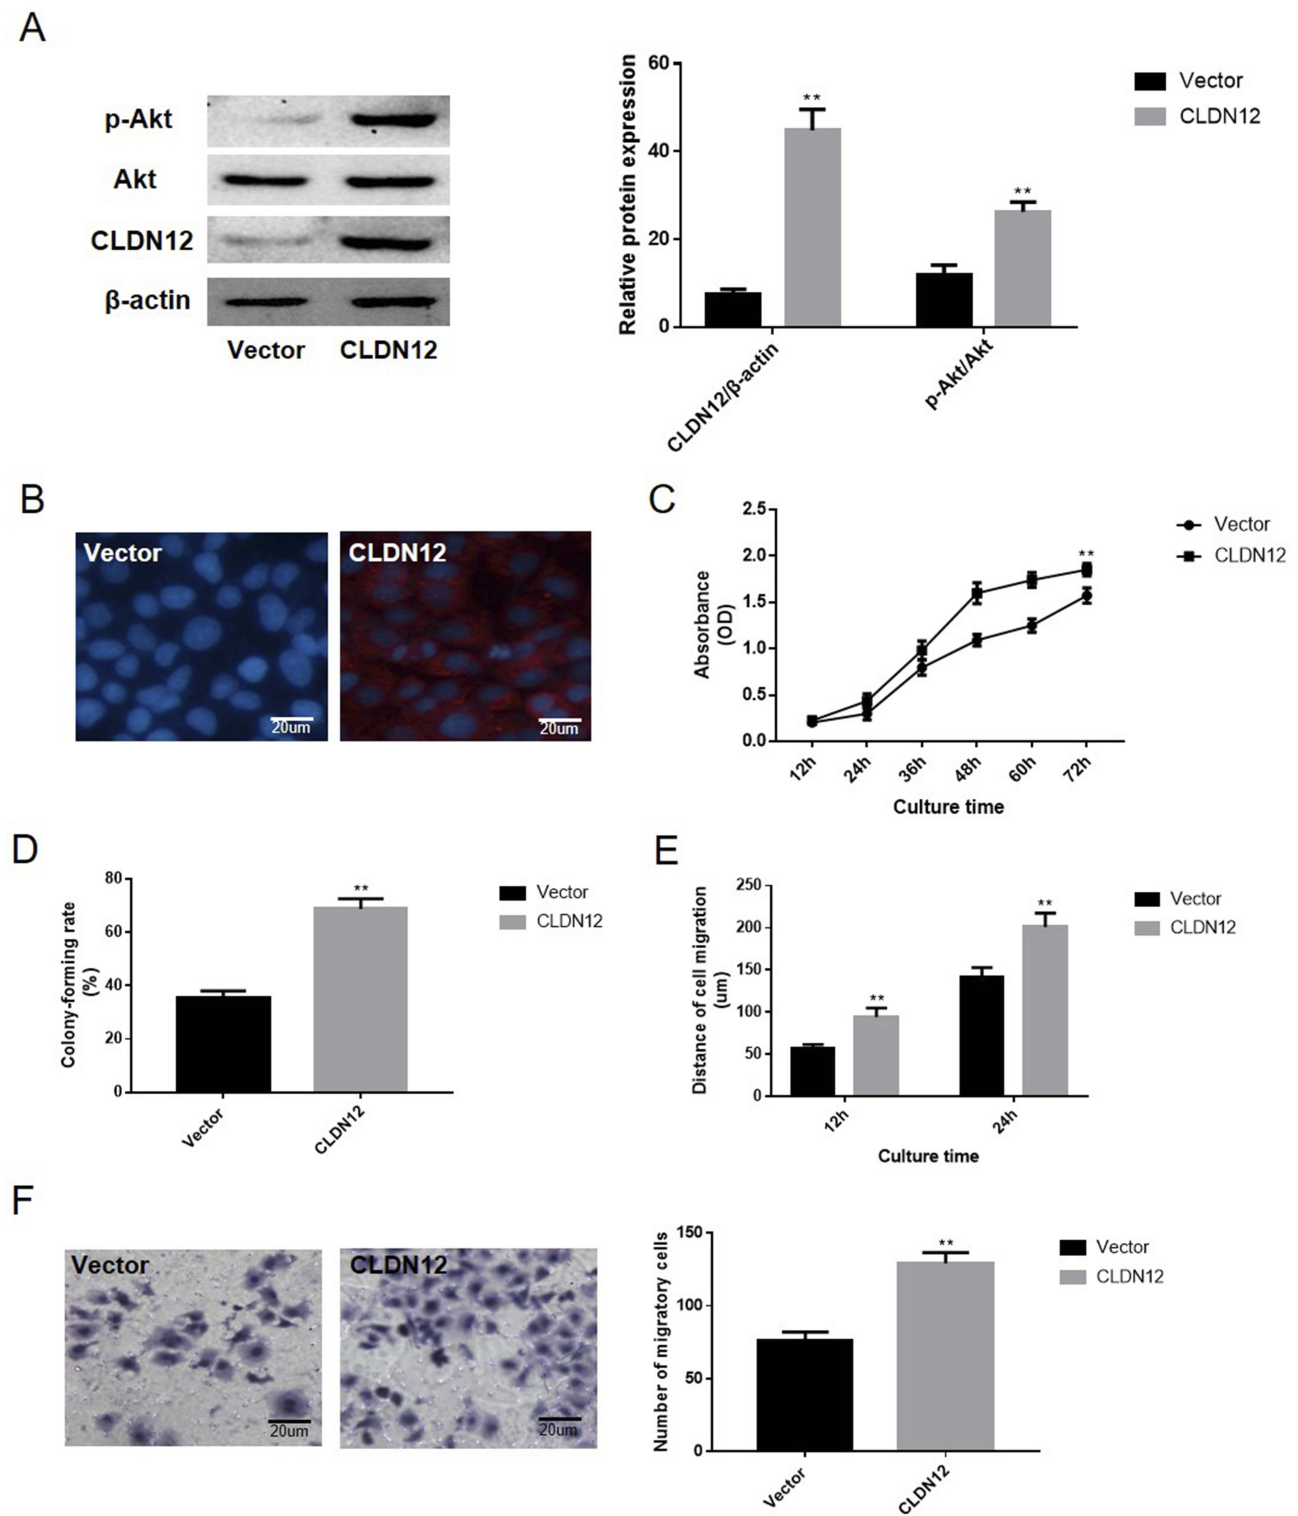 A
p-Akt
Akt
CLDN12
β-actin
Vector CLDN12
Relative protein expression
60
40
20
0
**
**
CLDN12/β-actin
p-Akt/Akt
Vector
CLDN12
B
Vector
20um
CLDN12
20um
C
Absorbance
(OD)
2.5
2.0
1.5
1.0
0.5
0.0
**
12h
24h
36h
48h
60h
72h
Culture time
Vector
CLDN12
D
Colony-forming rate
(%)
80
60
40
20
0
**
Vector
CLDN12
Vector
CLDN12
E
Distance of cell migration
(um)
250
200
150
100
50
0
**
**
12h
24h
Culture time
Vector
CLDN12
F
Vector
20um
CLDN12
20um
Number of migratory cells
150
100
50
0
**
Vector
CLDN12
Vector
CLDN12